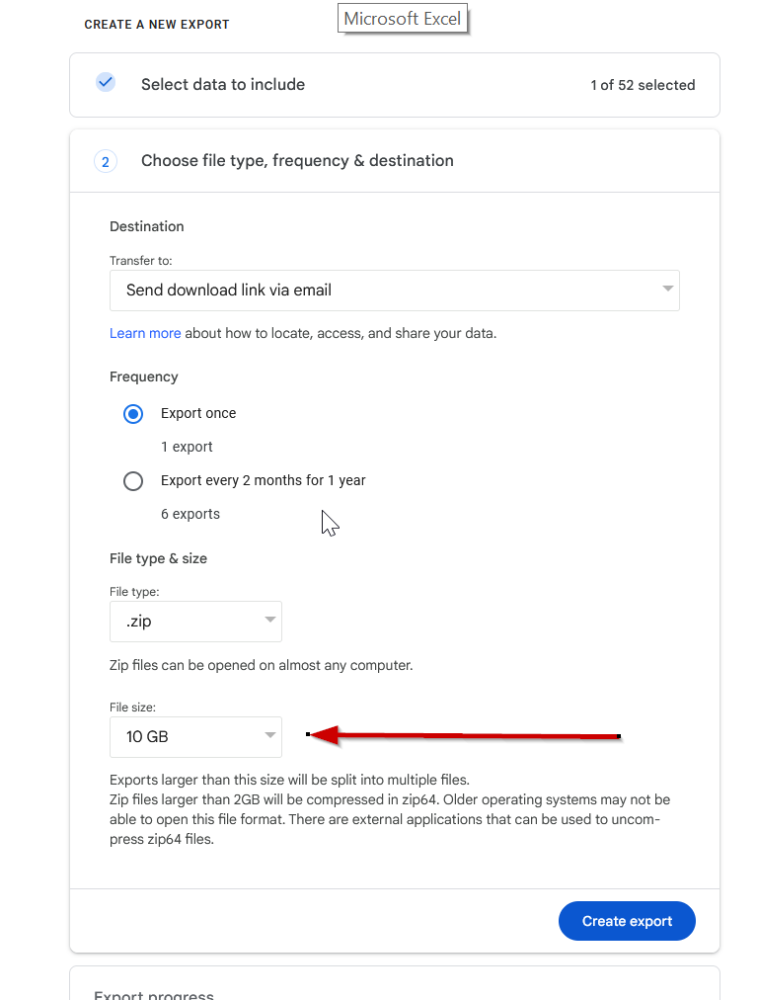 CREATE A NEW EXPORT
Microsoft Excel
Select data to include
1 of 52 selected
2
Choose file type, frequency & destination
Destination
Transfer to:
Send download link via email
Learn more about how to locate, access, and share your data.
Frequency
Export once
1 export
Export every 2 months for 1 year
6 exports
File type & size
File type:
.zip
Zip files can be opened on almost any computer.
File size:
10 GB
Exports larger than this size will be split into multiple files.
Zip files larger than 2GB will be compressed in zip64. Older operating systems may not be
able to open this file format. There are external applications that can be used to uncom-
press zip64 files.
Create export
Export progress